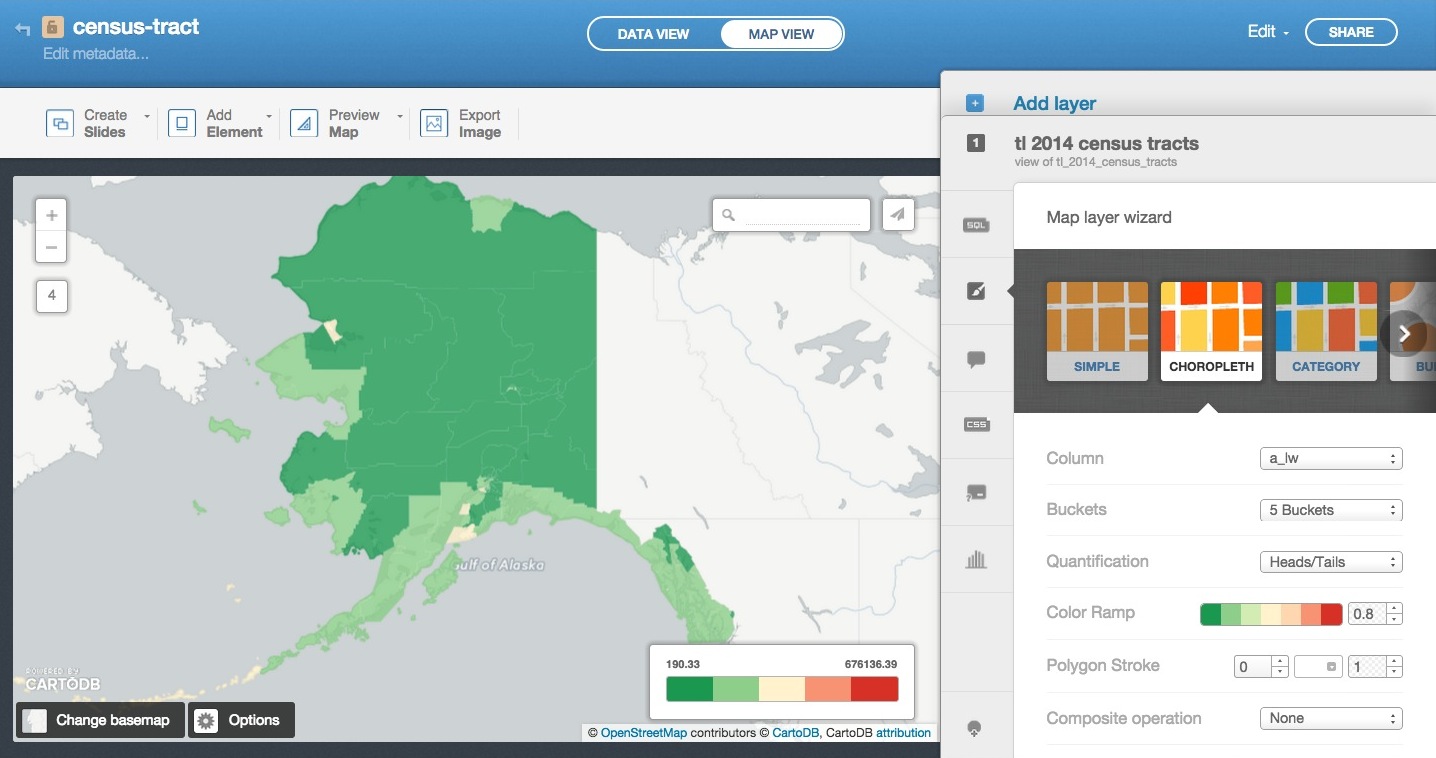 census-tract
Edit metadata...
DATA VIEW
MAP VIEW
Edit
SHARE
Create
Slides
Add
Element
Preview
Map
Export
Image
Add layer
1
tl 2014 census tracts
view of tl_2014_census_tracts
+
−
4
SQL
CSS
Map layer wizard
SIMPLE
CHOROPLETH
CATEGORY
Column
a_lw
Buckets
5 Buckets
Quantification
Heads/Tails
Color Ramp
0.8
Polygon Stroke
0
1
Composite operation
None
Gulf of Alaska
190.33
676136.39
POWERED BY
CARTODB
Change basemap
Options
© OpenStreetMap contributors © CartoDB, CartoDB attribution